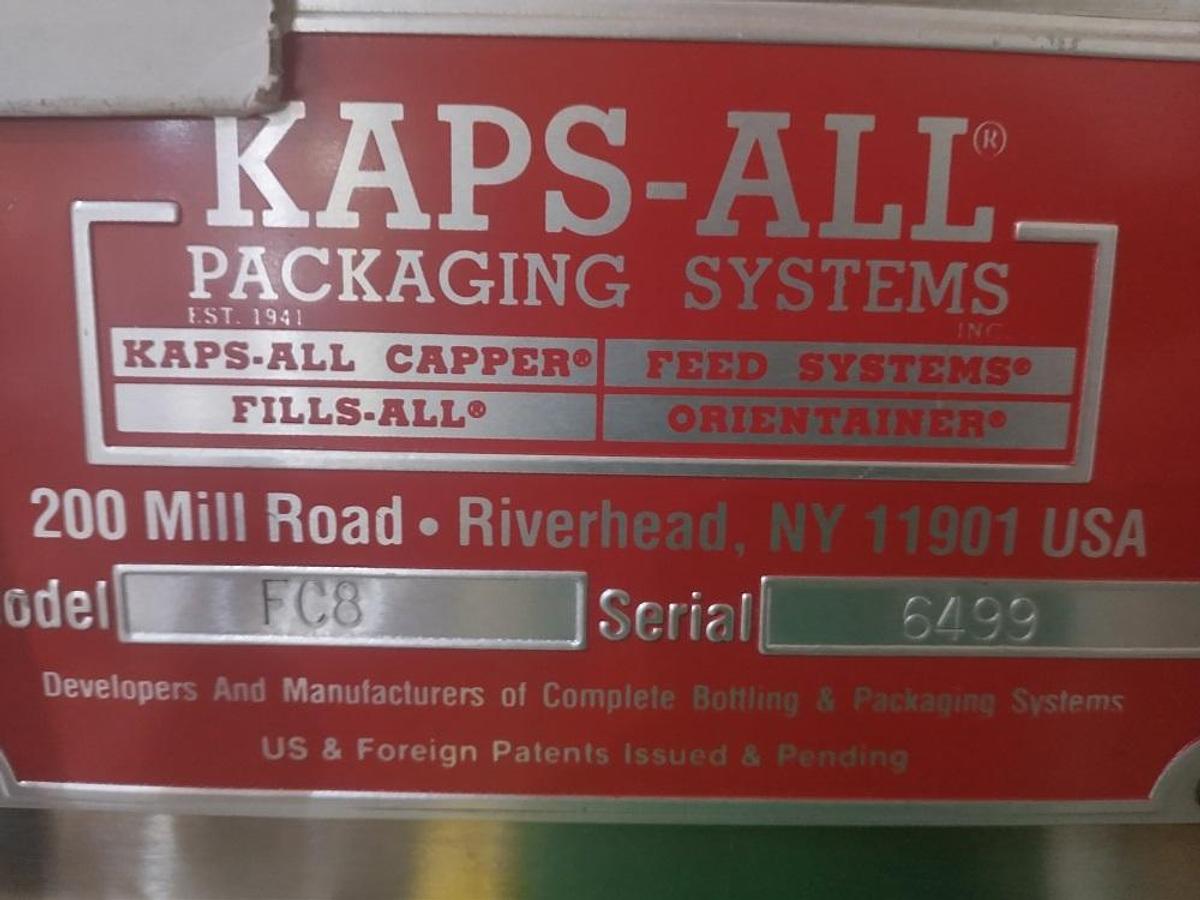 KAPS-ALL®
PACKAGING SYSTEMS
EST. 1941 INC.
KAPS-ALL CAPPER® FEED SYSTEMS®
FILLS-ALL® ORIENTAINER®
200 Mill Road • Riverhead, NY 11901 USA
odel FC8 Serial 6499
Developers And Manufacturers of Complete Bottling & Packaging Systems
US & Foreign Patents Issued & Pending